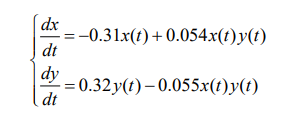 dx/dt = −0.31x(t) + 0.054x(t)y(t)
dy/dt = 0.32y(t) − 0.055x(t)y(t)